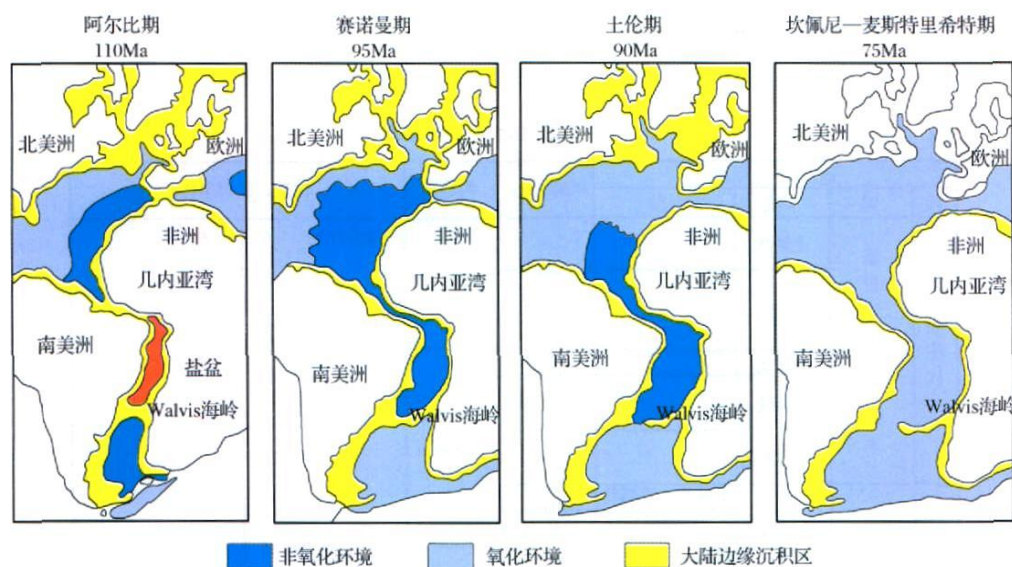 阿尔比期
110Ma
北美洲
欧洲
非洲
几内亚湾
南美洲
盐盆
Walvis海岭
赛诺曼期
95Ma
北美洲
欧洲
非洲
几内亚湾
南美洲
Walvis海岭
土伦期
90Ma
北美洲
欧洲
非洲
几内亚湾
南美洲
Walvis海岭
坎佩尼—麦斯特里希特期
75Ma
北美洲
欧洲
非洲
几内亚湾
南美洲
Walvis海岭
非氧化环境
氧化环境
大陆边缘沉积区